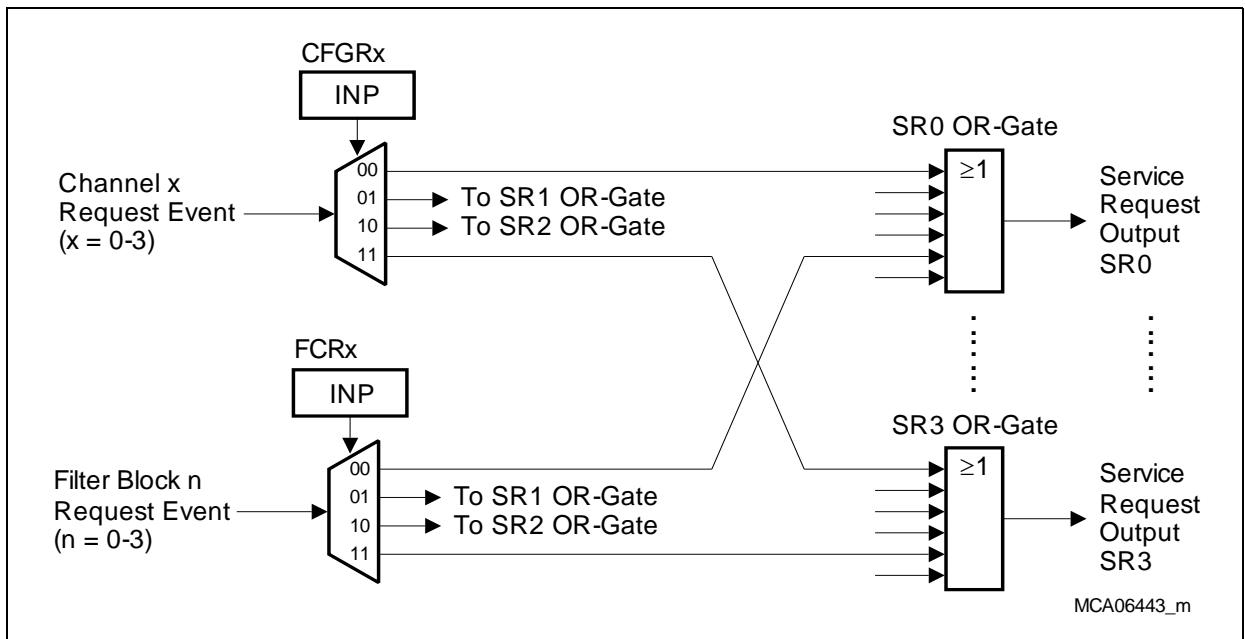 CFGRx
INP
Channel x
Request Event
(x = 0-3)
00
01
10
11
To SR1 OR-Gate
To SR2 OR-Gate
SR0 OR-Gate
≥1
Service
Request
Output
SR0
FCRx
INP
Filter Block n
Request Event
(n = 0-3)
00
01
10
11
To SR1 OR-Gate
To SR2 OR-Gate
SR3 OR-Gate
≥1
Service
Request
Output
SR3
MCA06443_m